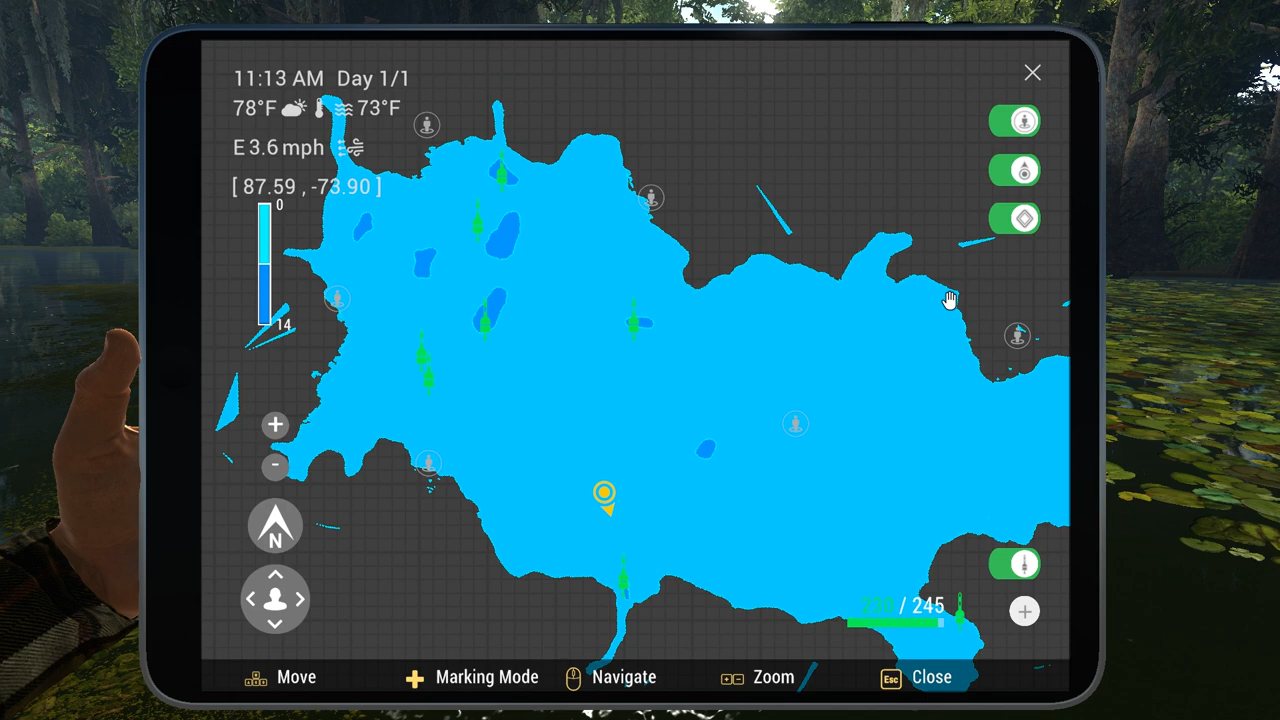 11:13 AM Day 1/1
78°F 73°F
E 3.6 mph
[ 87.59 , -73.90 ]
0
14
+
-
N
230 / 245
Move
Marking Mode
Navigate
Zoom
Esc Close